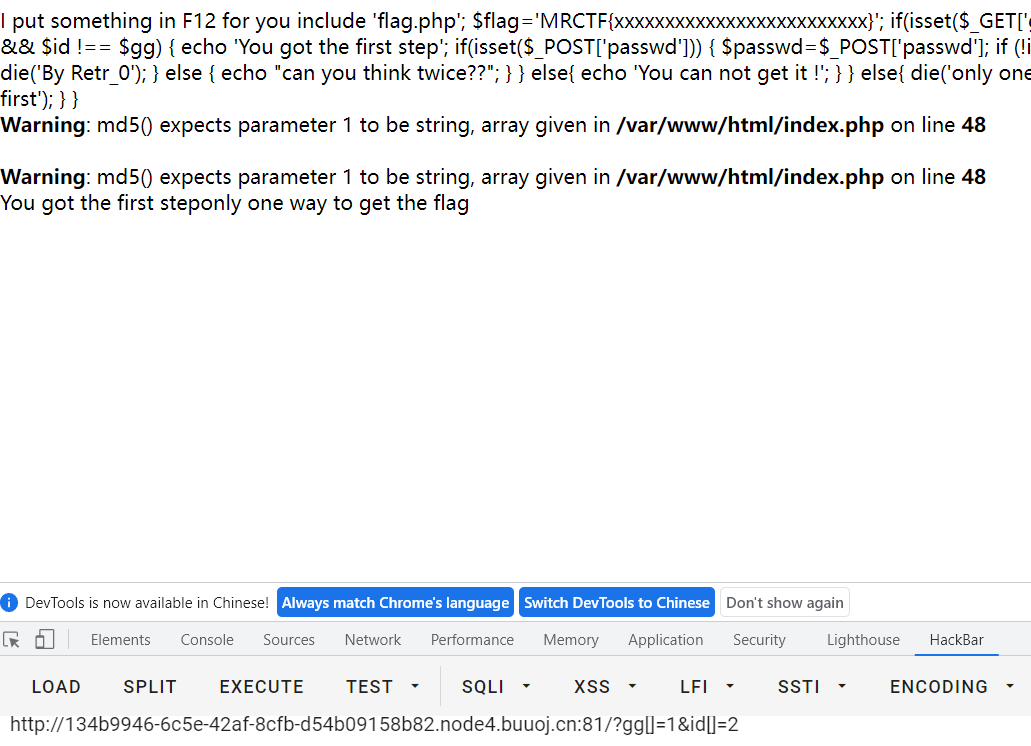 I put something in F12 for you include 'flag.php'; $flag='MRCTF{xxxxxxxxxxxxxxxxxxxxxxxxx}'; if(isset($_GET['
&& $id !== $gg) { echo 'You got the first step'; if(isset($_POST['passwd'])) { $passwd=$_POST['passwd']; if (!i
die('By Retr_0'); } else { echo "can you think twice??"; } } else{ echo 'You can not get it !'; } } else{ die('only one
first'); } }
Warning: md5() expects parameter 1 to be string, array given in /var/www/html/index.php on line 48
Warning: md5() expects parameter 1 to be string, array given in /var/www/html/index.php on line 48
You got the first steponly one way to get the flag
DevTools is now available in Chinese! Always match Chrome's language Switch DevTools to Chinese Don't show again
Elements Console Sources Network Performance Memory Application Security Lighthouse HackBar
LOAD SPLIT EXECUTE TEST SQLI XSS LFI SSTI ENCODING
http://134b9946-6c5e-42af-8cfb-d54b09158b82.node4.buuoj.cn:81/?gg[]=1&id[]=2